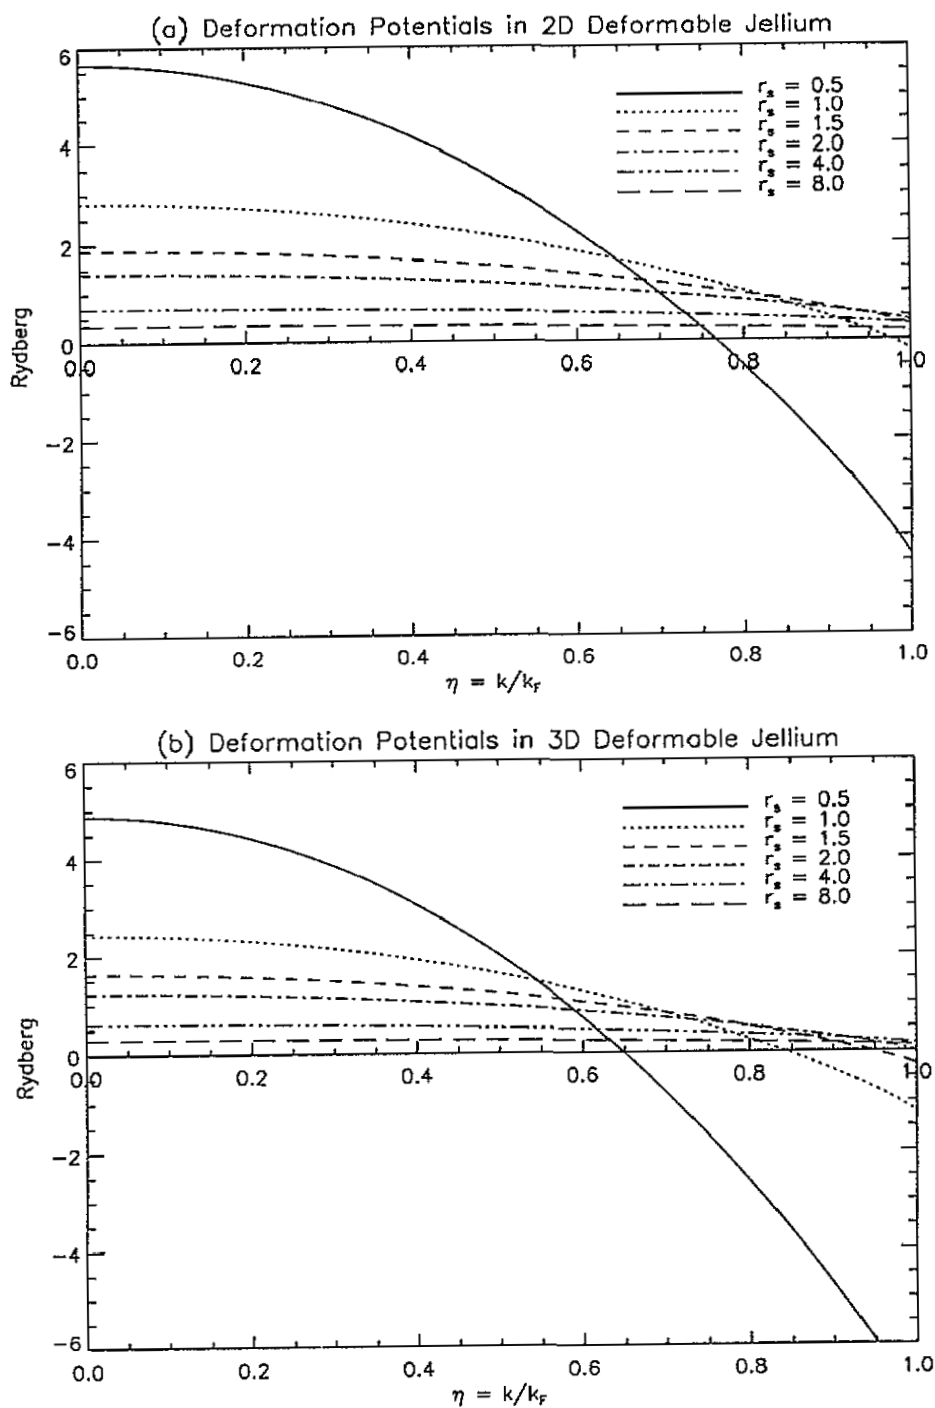 (a) Deformation Potentials in 2D Deformable Jellium
6
4
2
0
−2
−4
−6
Rydberg
r_s = 0.5
r_s = 1.0
r_s = 1.5
r_s = 2.0
r_s = 4.0
r_s = 8.0
0.0 0.2 0.4 0.6 0.8 1.0
0.0 0.2 0.4 0.6 0.8 1.0
η = k/k_F
(b) Deformation Potentials in 3D Deformable Jellium
6
4
2
0
−2
−4
−6
Rydberg
r_s = 0.5
r_s = 1.0
r_s = 1.5
r_s = 2.0
r_s = 4.0
r_s = 8.0
0.0 0.2 0.4 0.6 0.8 1.0
0.0 0.2 0.4 0.6 0.8 1.0
η = k/k_F